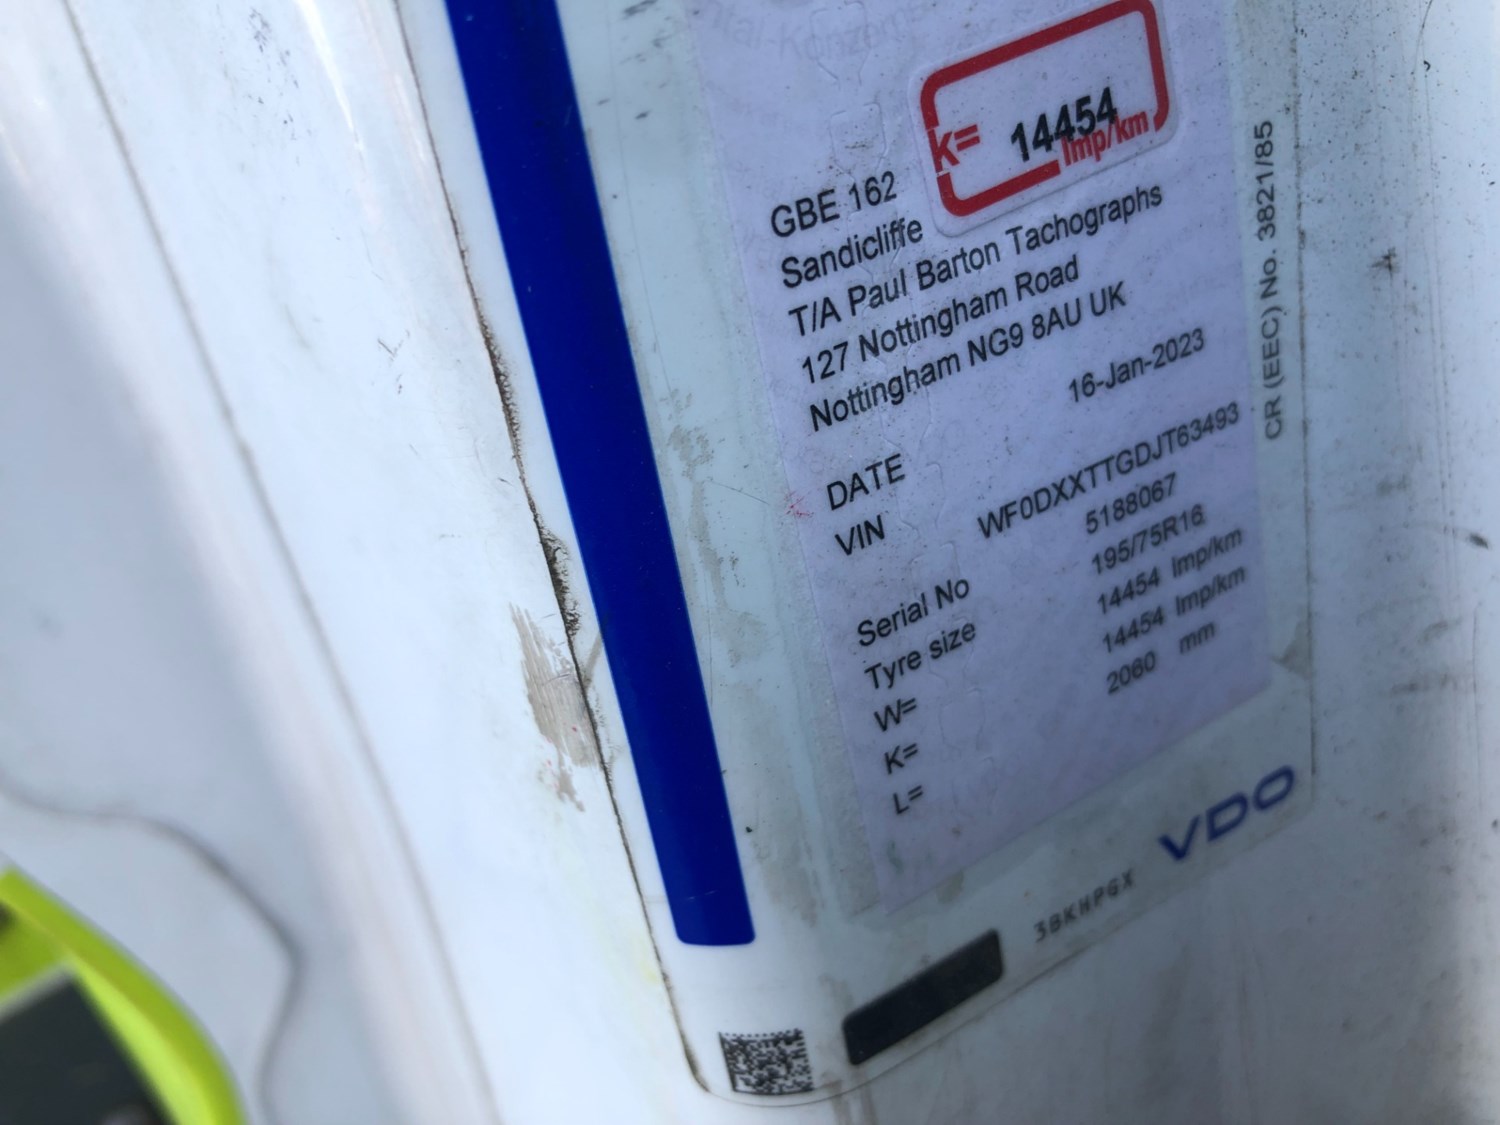 K= 14454 Imp/km
GBE 162
Sandicliffe
T/A Paul Barton Tachographs
127 Nottingham Road
Nottingham NG9 8AU UK
DATE 16-Jan-2023
VIN WF0DXXTTGDJT63493
Serial No 5188067
Tyre size 195/75R16
W= 14454 Imp/km
K= 14454 Imp/km
L= 2060 mm
CR (EEC) No. 3821/85
VDO
3BKHPGX